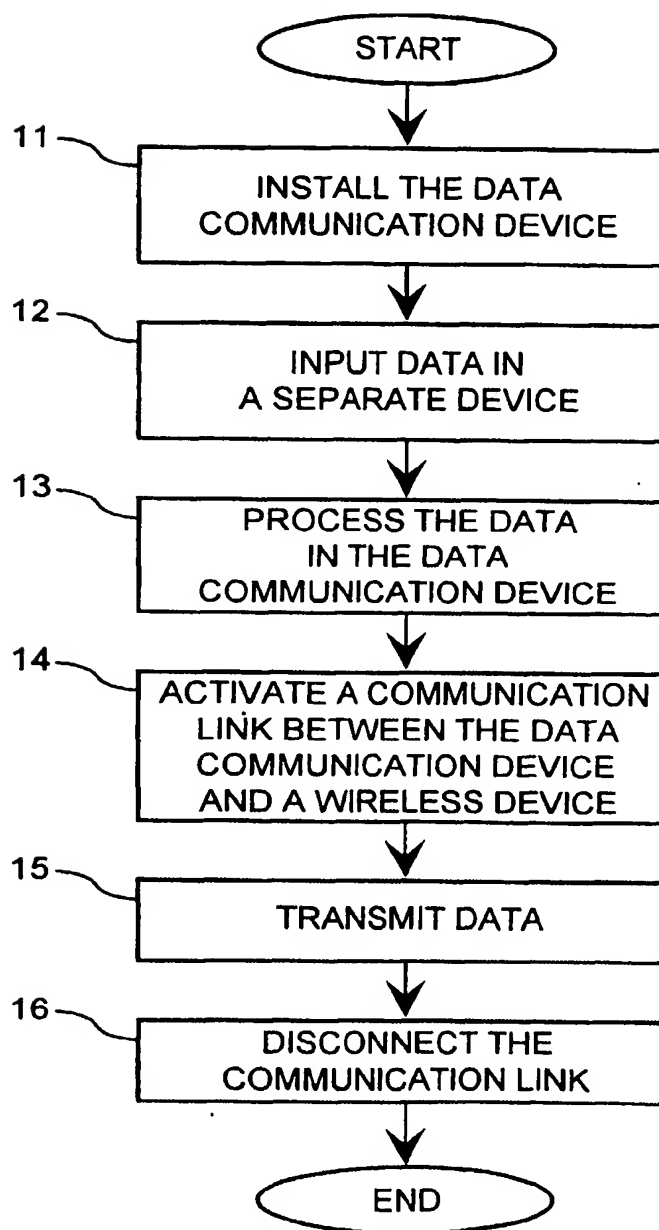 START
11
INSTALL THE DATA
COMMUNICATION DEVICE
12
INPUT DATA IN
A SEPARATE DEVICE
13
PROCESS THE DATA
IN THE DATA
COMMUNICATION DEVICE
14
ACTIVATE A COMMUNICATION
LINK BETWEEN THE DATA
COMMUNICATION DEVICE
AND A WIRELESS DEVICE
15
TRANSMIT DATA
16
DISCONNECT THE
COMMUNICATION LINK
END